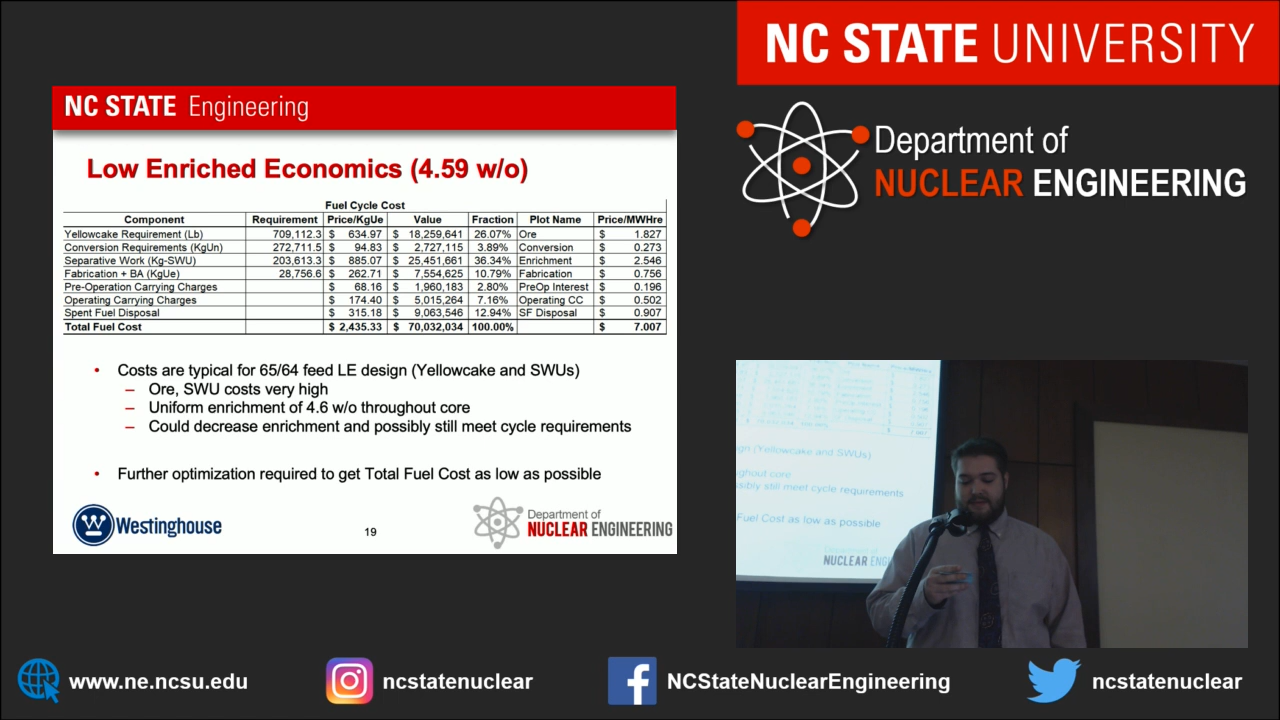 NC STATE UNIVERSITY
Department of
NUCLEAR ENGINEERING
NC STATE Engineering
Low Enriched Economics (4.59 w/o)
Fuel Cycle Cost
Component Requirement Price/KgUe Value Fraction Plot Name Price/MWHre
Yellowcake Requirement (Lb) 709,112.3 $ 634.97 $ 18,259,641 26.07% Ore $ 1.827
Conversion Requirements (KgUn) 272,711.5 $ 94.83 $ 2,727,115 3.89% Conversion $ 0.273
Separative Work (Kg-SWU) 203,613.3 $ 885.07 $ 25,451,661 36.34% Enrichment $ 2.546
Fabrication + BA (KgUe) 28,756.6 $ 262.71 $ 7,554,625 10.79% Fabrication $ 0.756
Pre-Operation Carrying Charges $ 68.16 $ 1,960,183 2.80% PreOp Interest $ 0.196
Operating Carrying Charges $ 174.40 $ 5,015,264 7.16% Operating CC $ 0.502
Spent Fuel Disposal $ 315.18 $ 9,063,546 12.94% SF Disposal $ 0.907
Total Fuel Cost $ 2,435.33 $ 70,032,034 100.00% $ 7.007
• Costs are typical for 65/64 feed LE design (Yellowcake and SWUs)
– Ore, SWU costs very high
– Uniform enrichment of 4.6 w/o throughout core
– Could decrease enrichment and possibly still meet cycle requirements
• Further optimization required to get Total Fuel Cost as low as possible
Westinghouse
19
Department of
NUCLEAR ENGINEERING
(Yellowcake and SWUs)
core
still meet cycle requirements
Fuel Cost as low as possible
NUCLEAR
www.ne.ncsu.edu
ncstatenuclear
NCStateNuclearEngineering
ncstatenuclear